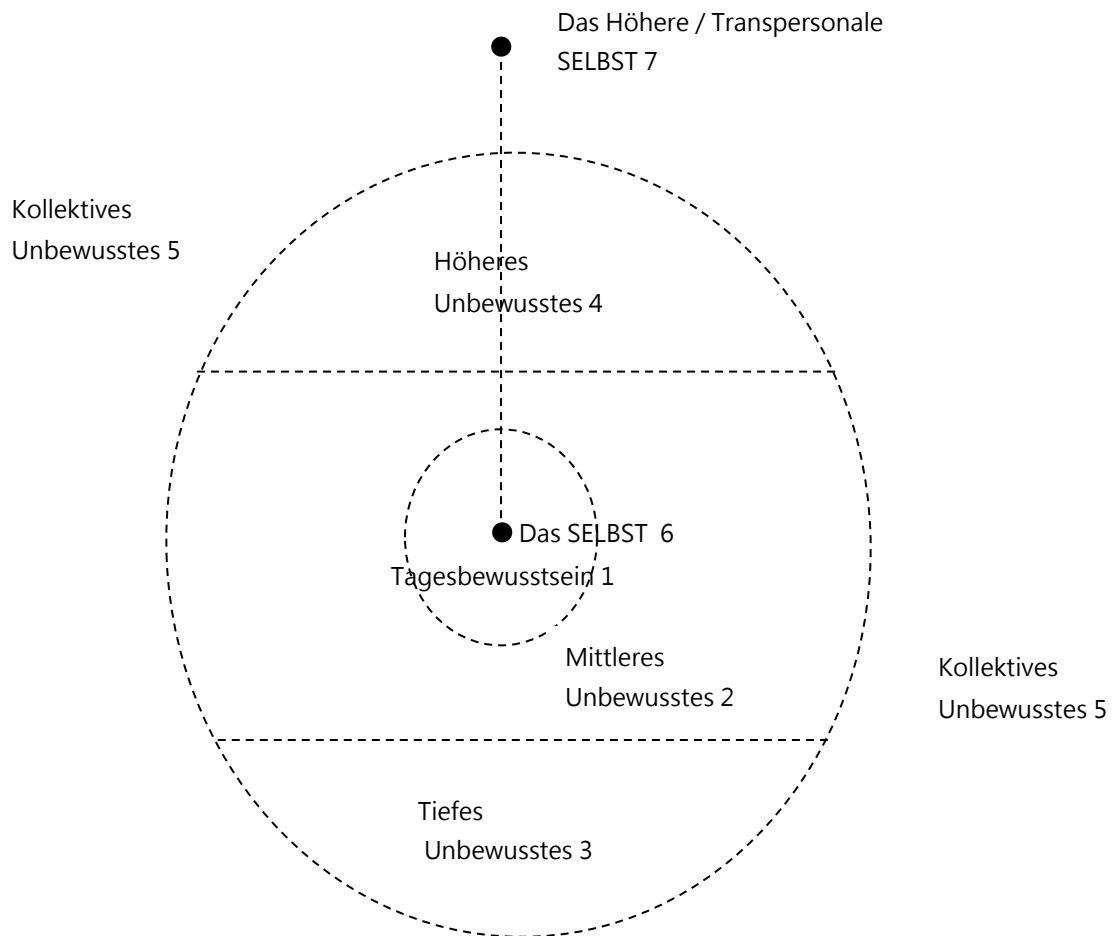 Das Höhere / Transpersonale
SELBST 7
Kollektives
Unbewusstes 5
Höheres
Unbewusstes 4
Das SELBST 6
Tagesbewusstsein 1
Mittleres
Unbewusstes 2
Kollektives
Unbewusstes 5
Tiefes
Unbewusstes 3